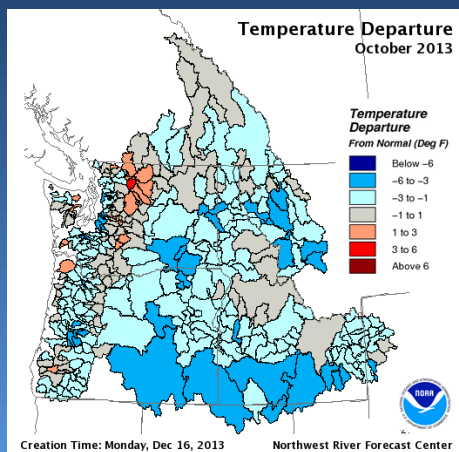 Temperature Departure
October 2013
Temperature
Departure
From Normal (Deg F)
Below -6
-6 to -3
-3 to -1
-1 to 1
1 to 3
3 to 6
Above 6
NOAA
Creation Time: Monday, Dec 16, 2013 Northwest River Forecast Center